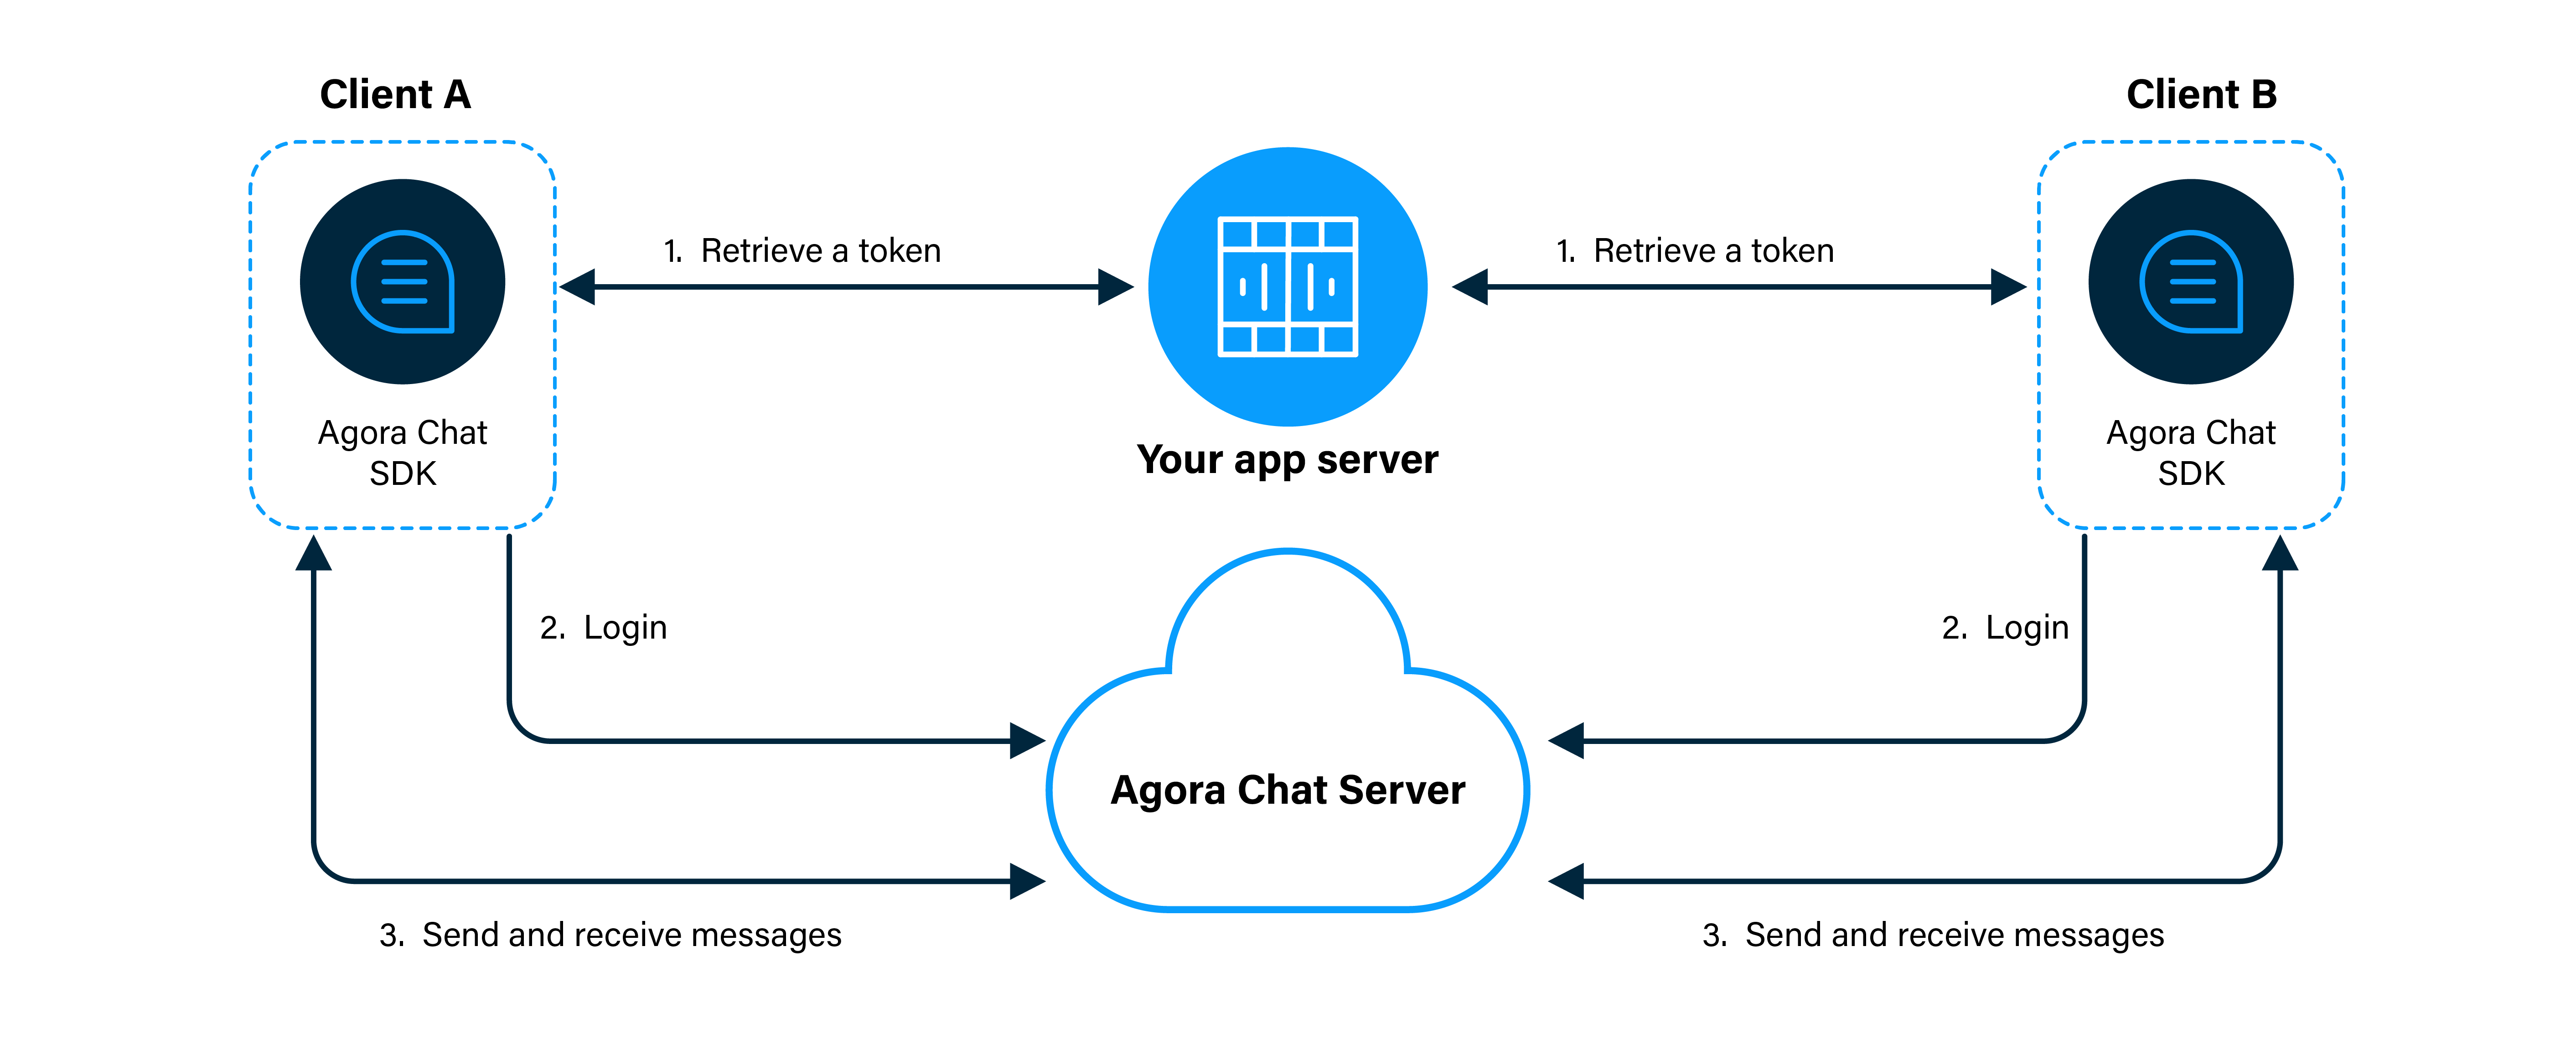 Client A
Client B
1. Retrieve a token
1. Retrieve a token
Agora Chat
SDK
Your app server
Agora Chat
SDK
2. Login
2. Login
Agora Chat Server
3. Send and receive messages
3. Send and receive messages